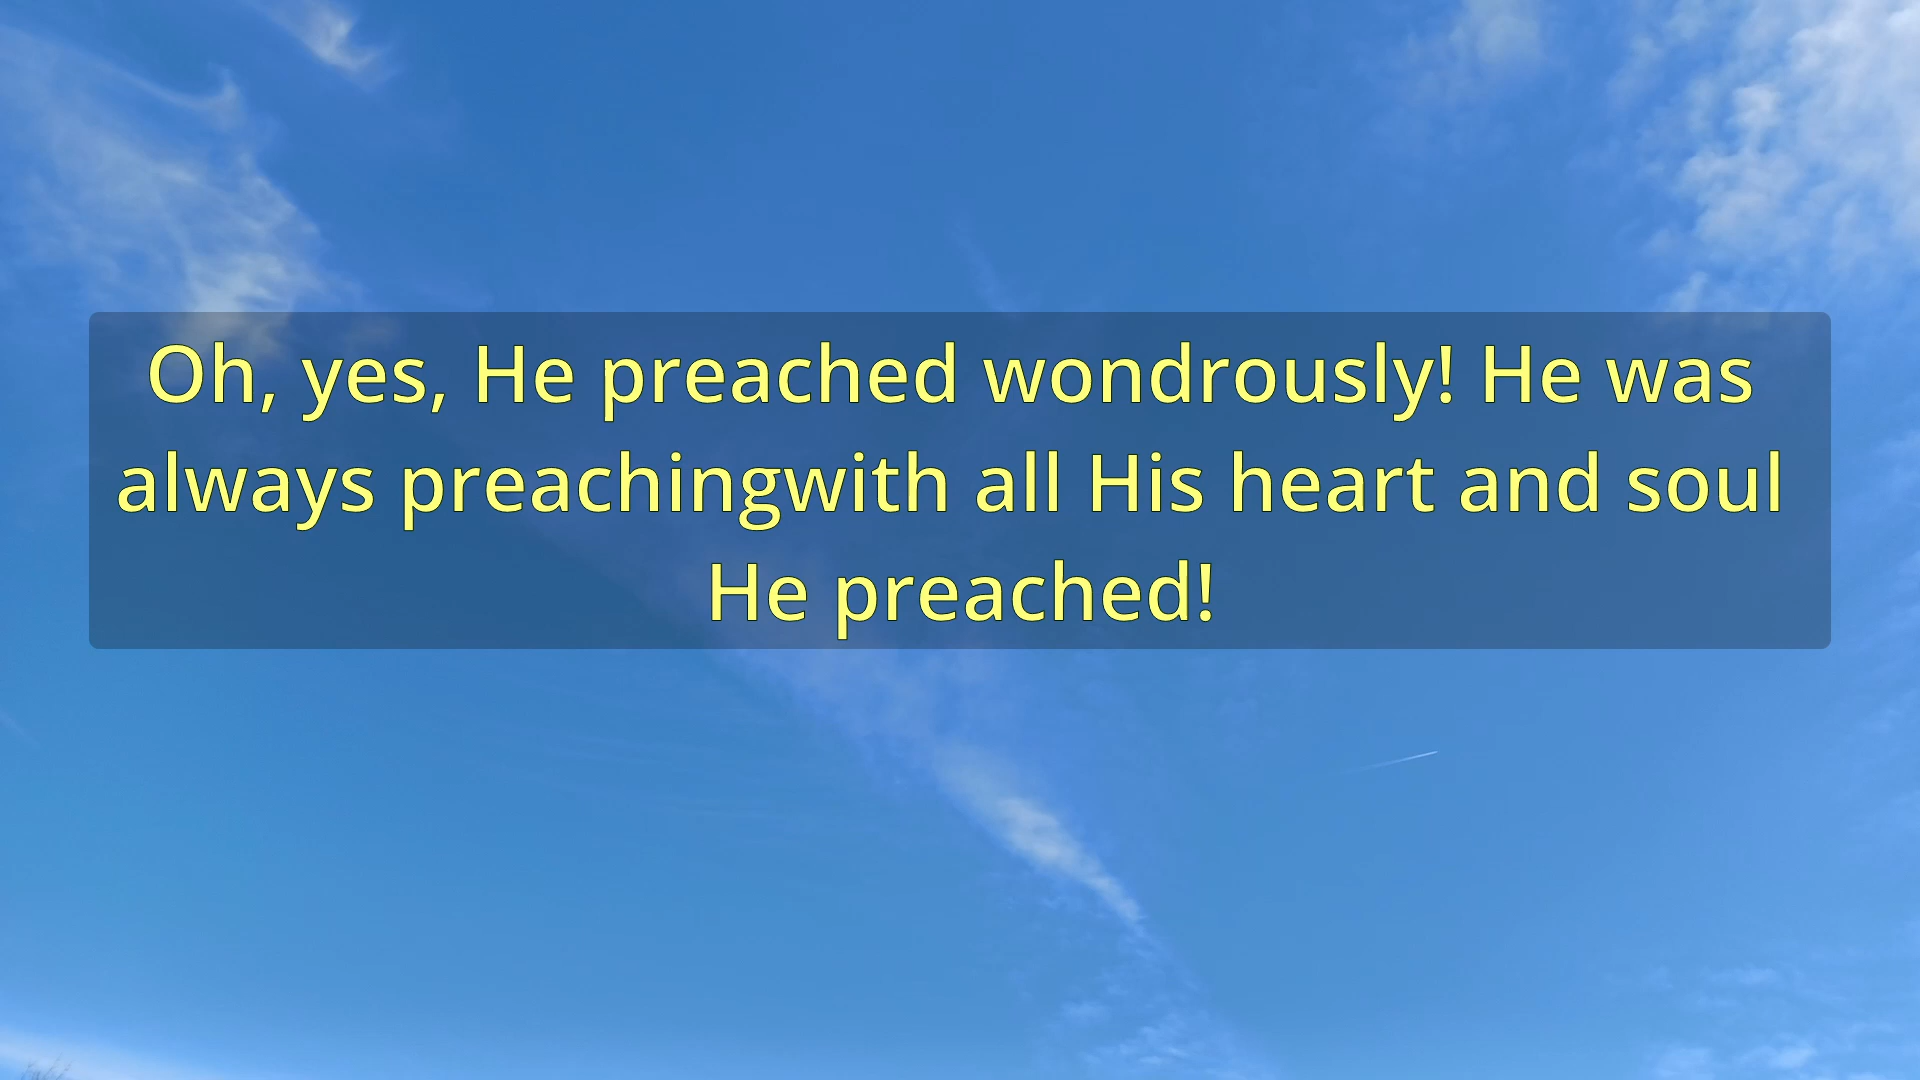 Oh, yes, He preached wondrously! He was
always preachingwith all His heart and soul
He preached!